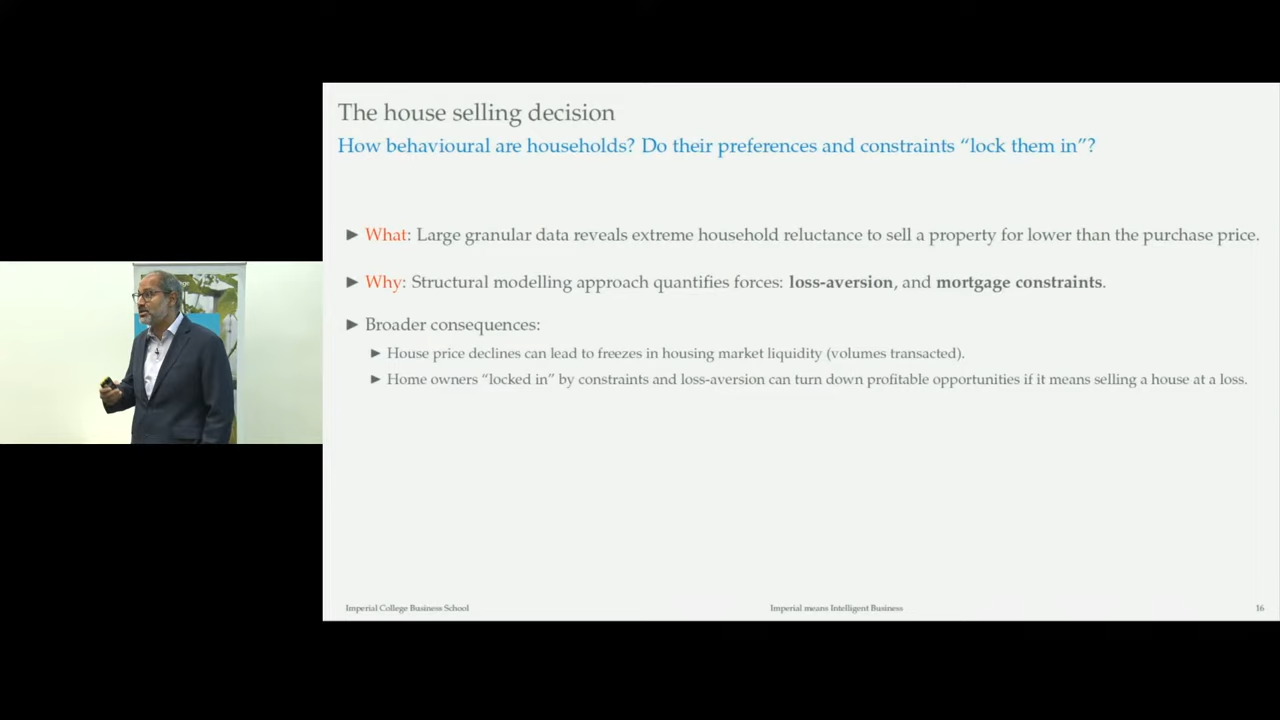 The house selling decision
How behavioural are households? Do their preferences and constraints “lock them in”?
► What: Large granular data reveals extreme household reluctance to sell a property for lower than the purchase price.
► Why: Structural modelling approach quantifies forces: loss-aversion, and mortgage constraints.
► Broader consequences:
► House price declines can lead to freezes in housing market liquidity (volumes transacted).
► Home owners “locked in” by constraints and loss-aversion can turn down profitable opportunities if it means selling a house at a loss.
Imperial College Business School
Imperial means Intelligent Business
16